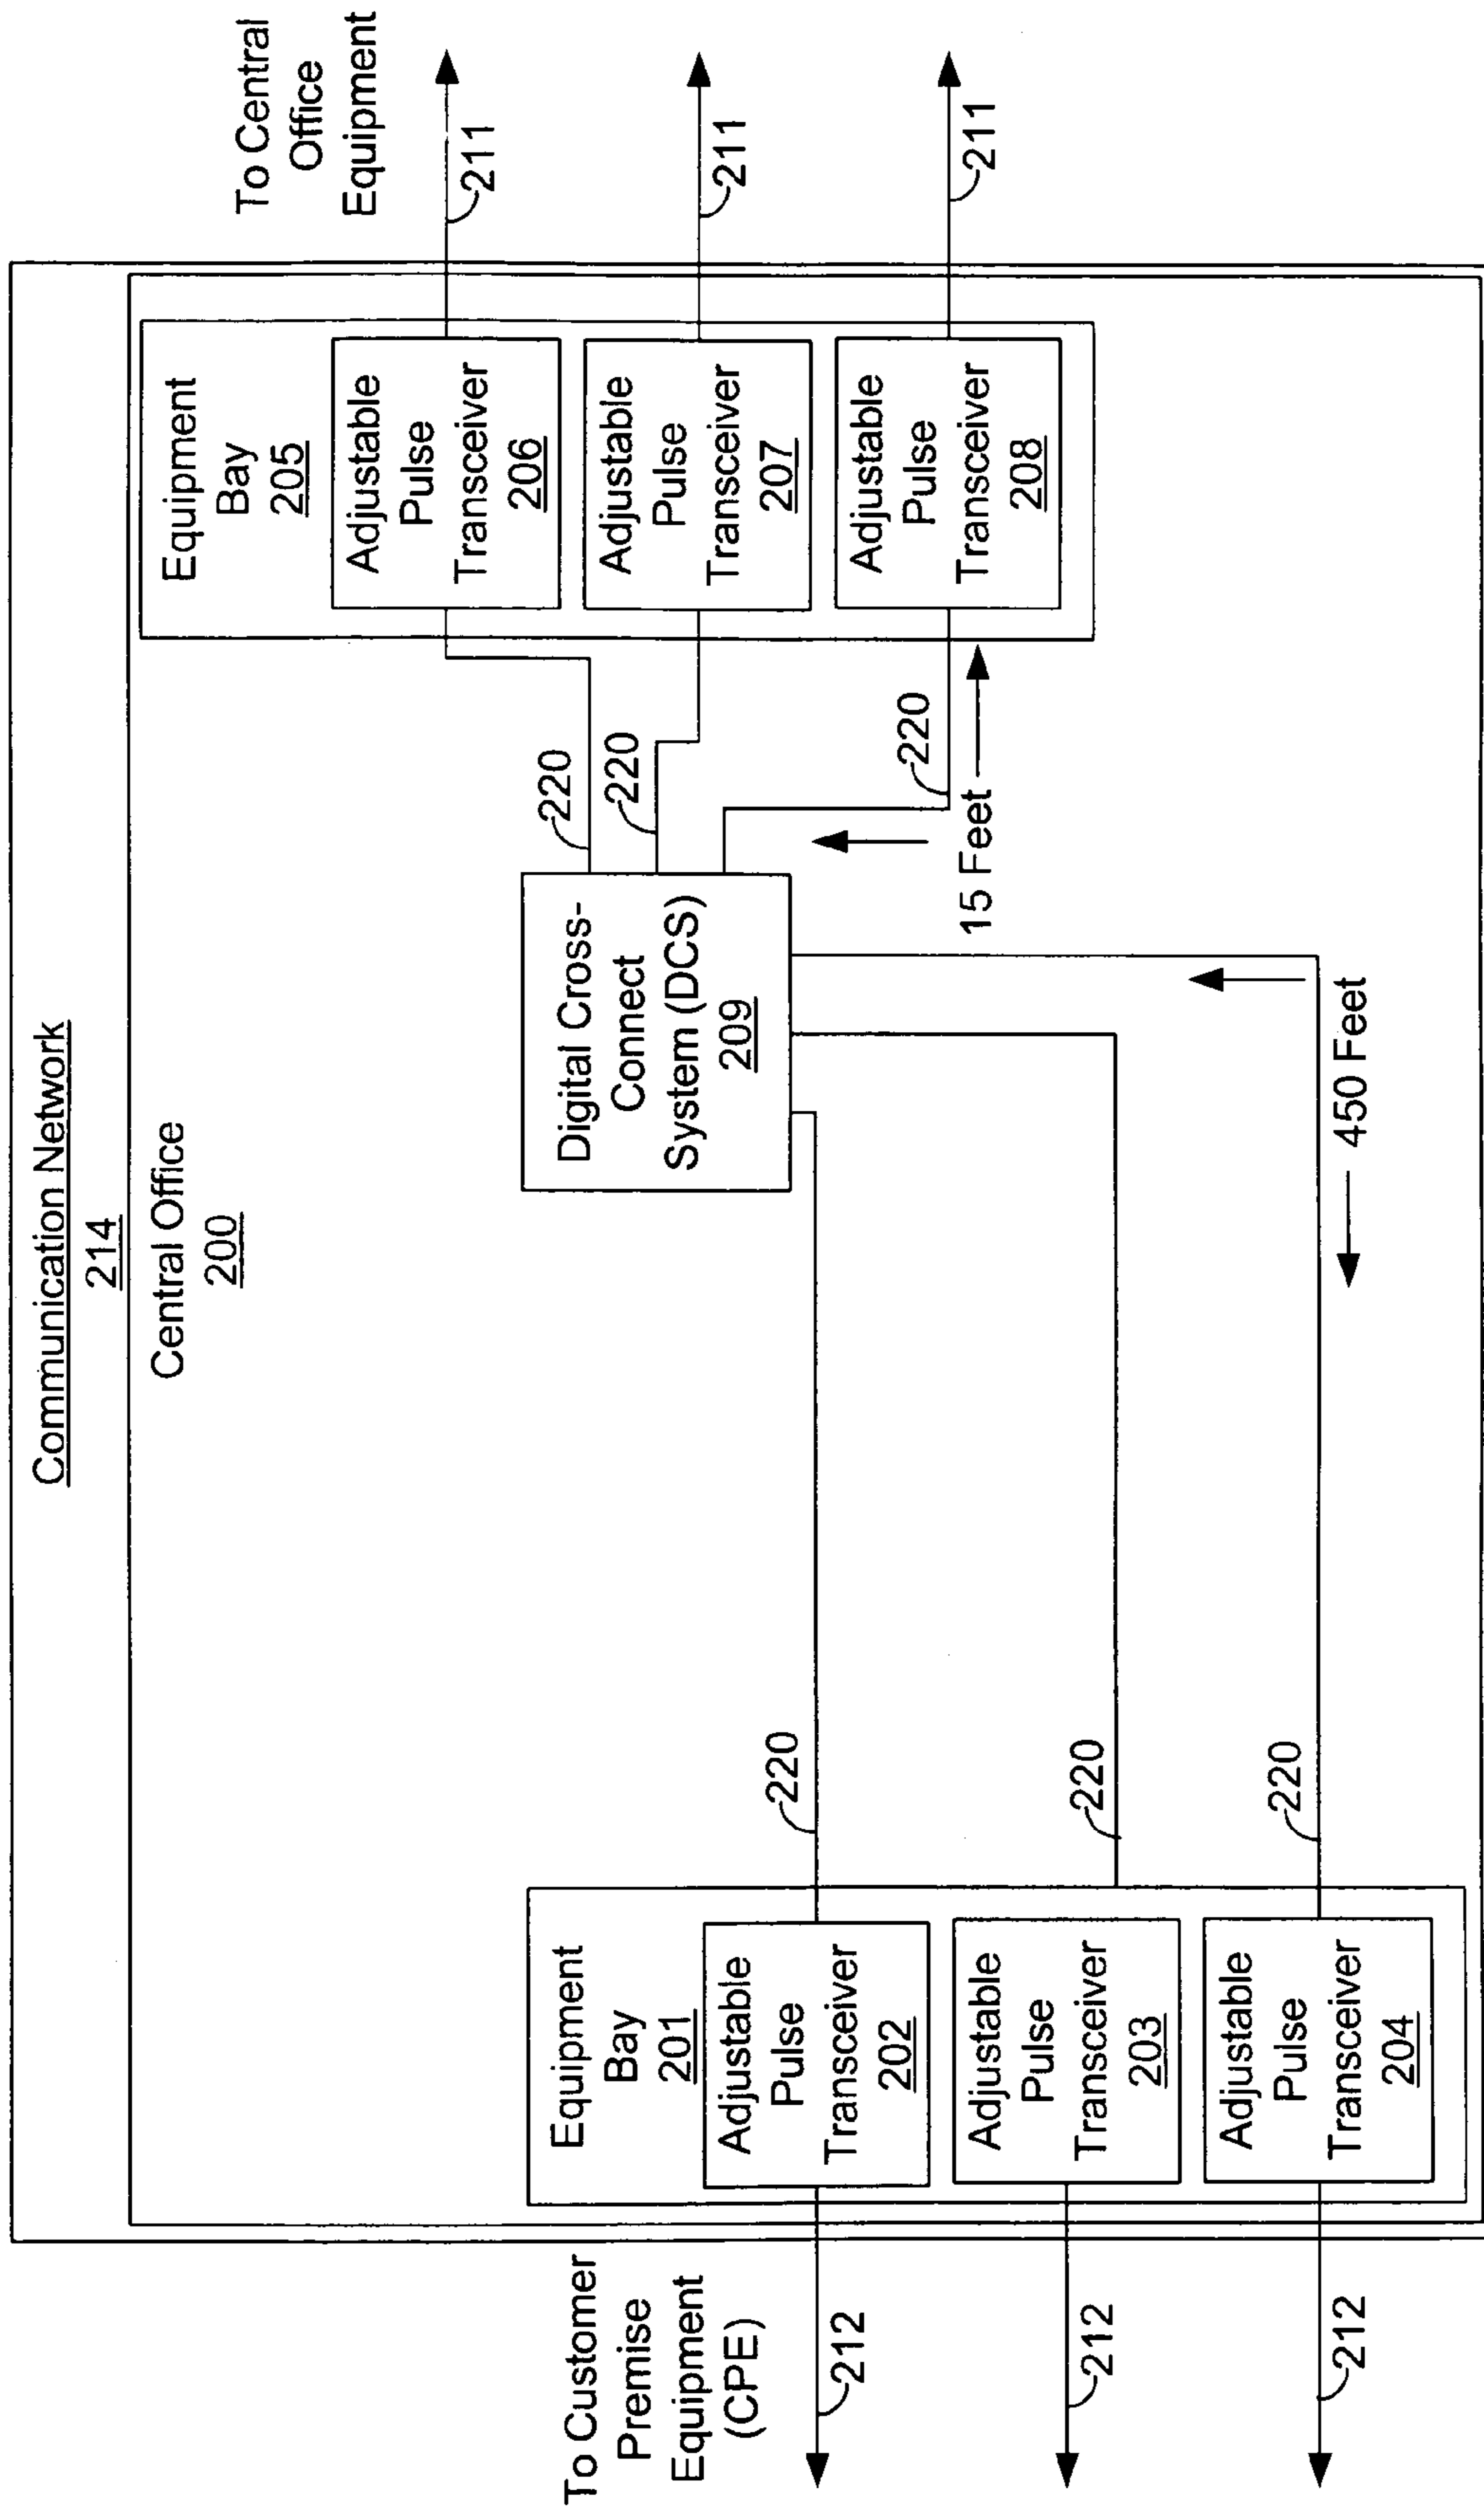 Communication Network
214
Central Office
200
To Central
Office
Equipment
Equipment
Bay
205
Adjustable
Pulse
Transceiver
206
211
Adjustable
Pulse
Transceiver
207
211
Adjustable
Pulse
Transceiver
208
211
220
220
220
15 Feet
Digital Cross-
Connect
System (DCS)
209
450 Feet
To Customer
Premise
Equipment
(CPE)
Equipment
Bay
201
Adjustable
Pulse
Transceiver
202
220
212
Adjustable
Pulse
Transceiver
203
220
212
Adjustable
Pulse
Transceiver
204
220
212